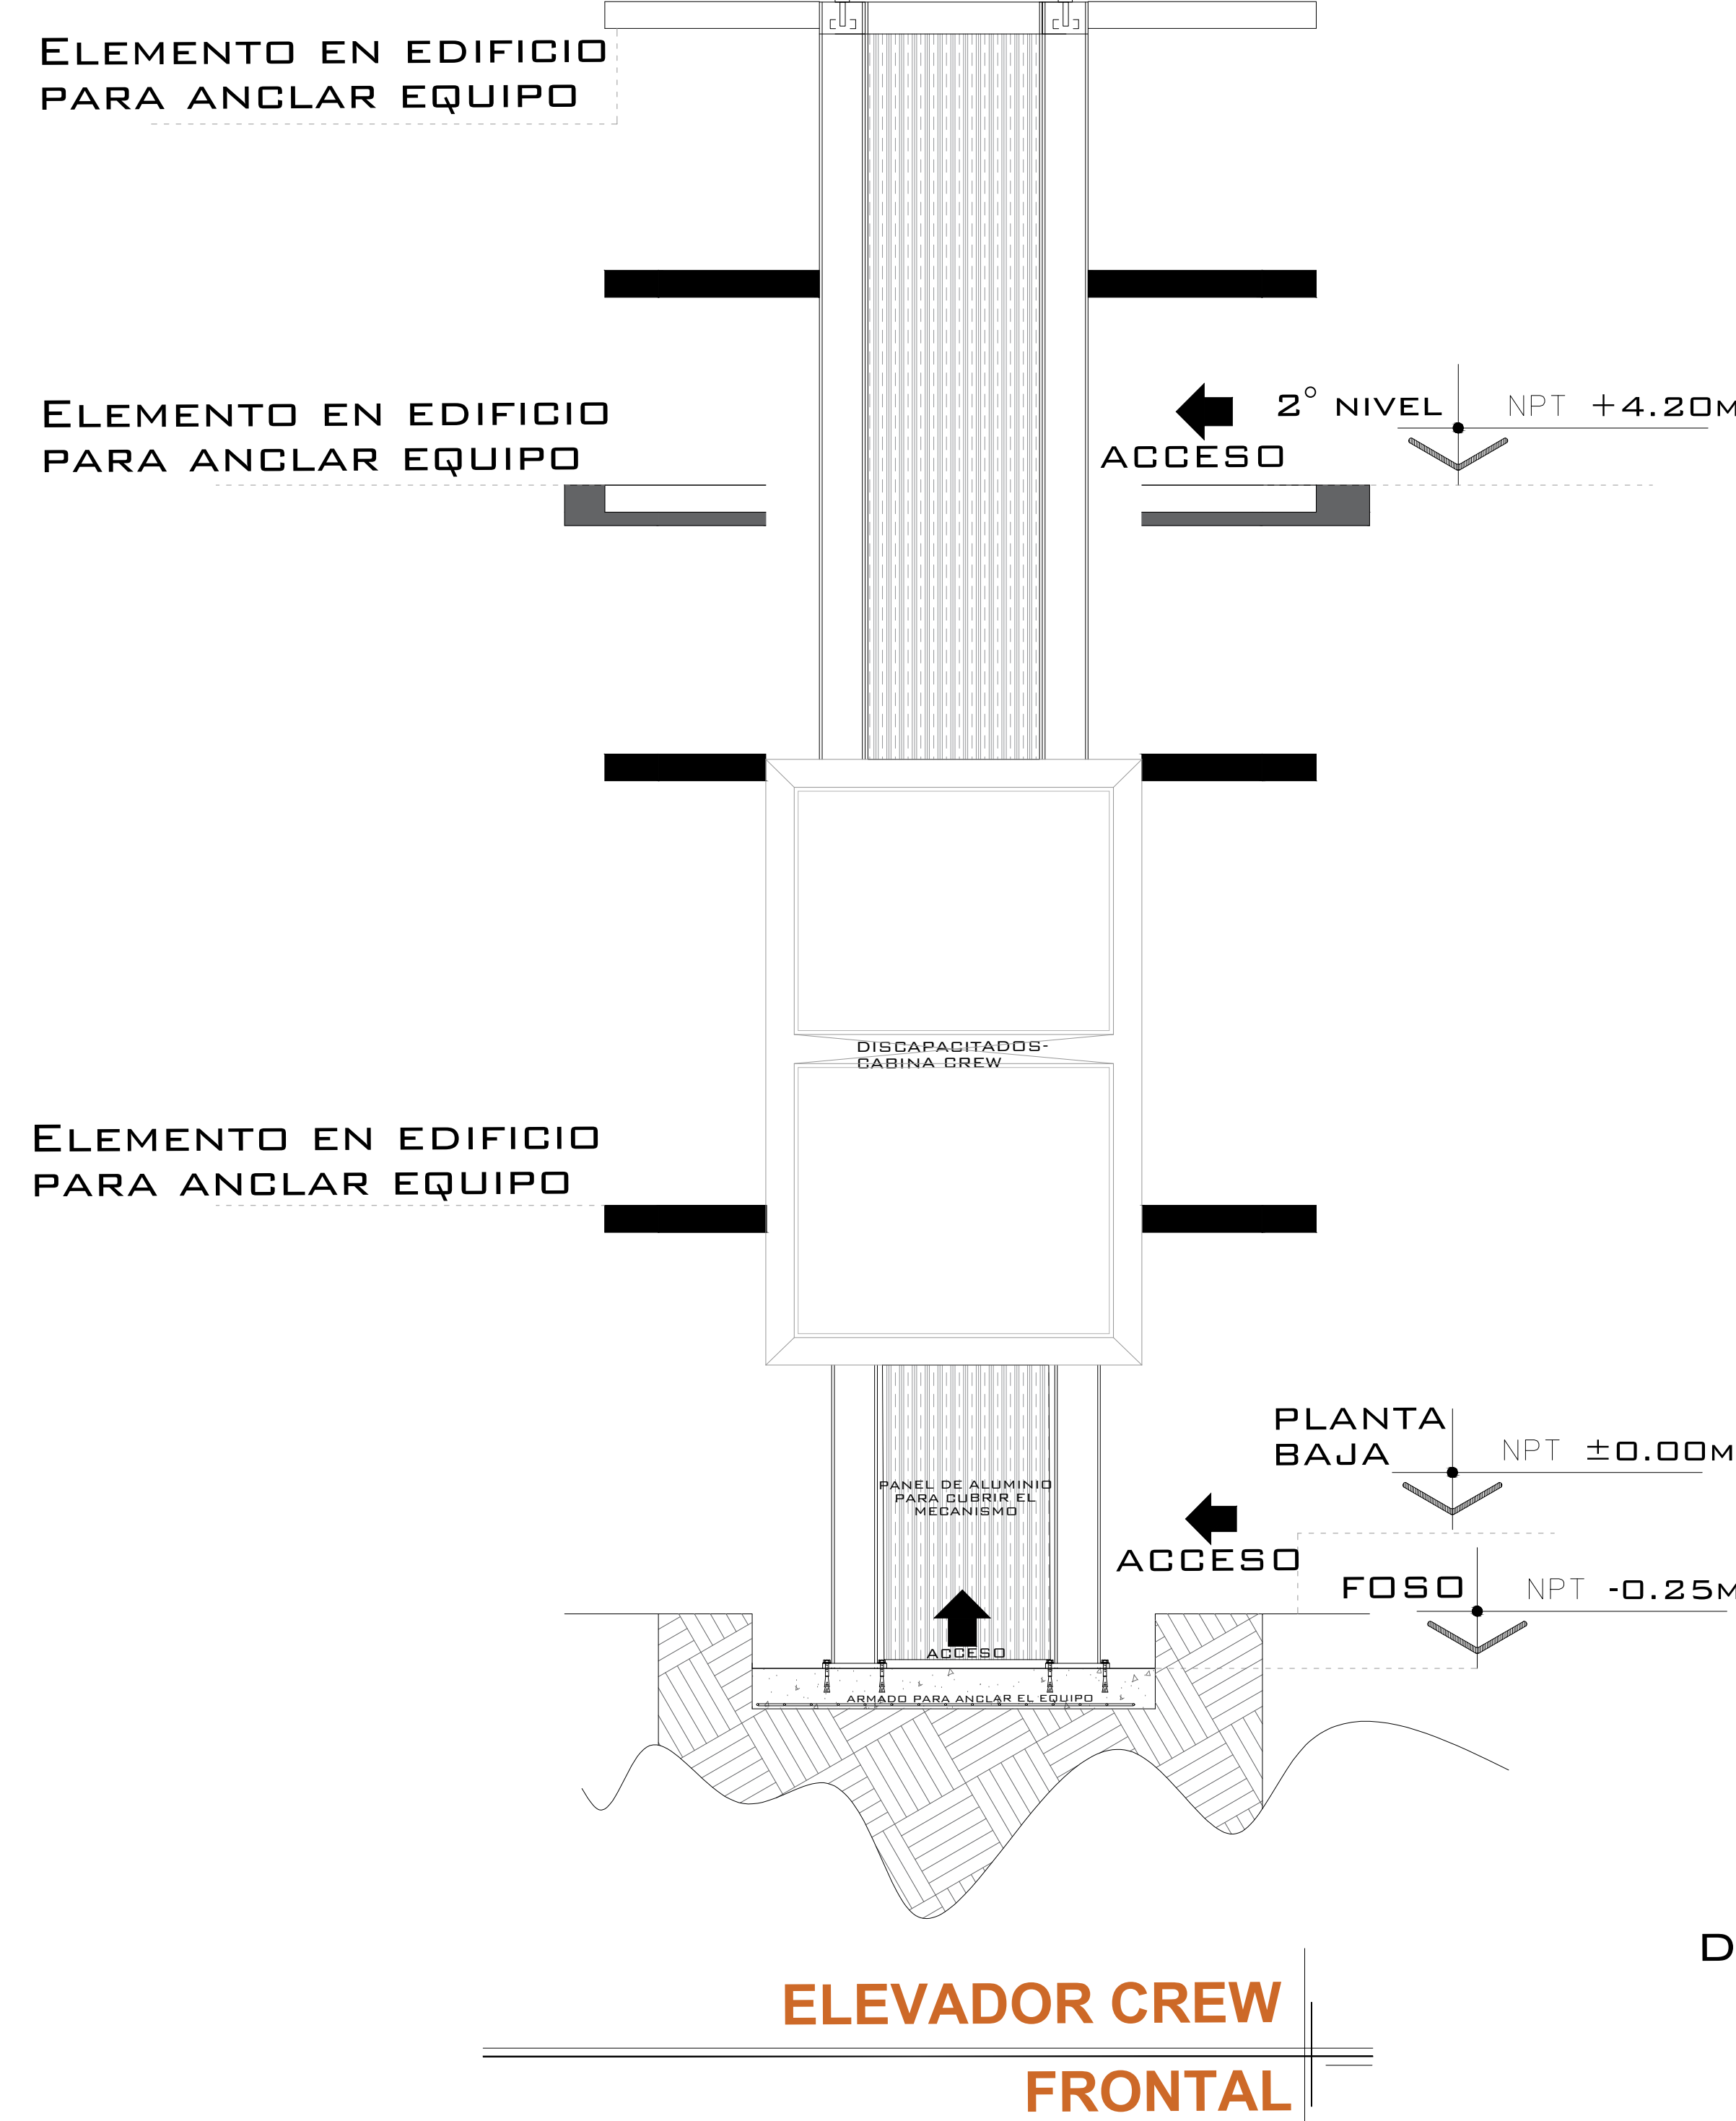 ELEMENTO EN EDIFICIO
PARA ANCLAR EQUIPO
ELEMENTO EN EDIFICIO
PARA ANCLAR EQUIPO
2° NIVEL NPT +4.20M
ACCESO
DISCAPACITADOS-
CABINA CREW
ELEMENTO EN EDIFICIO
PARA ANCLAR EQUIPO
PLANTA
BAJA NPT ±0.00M
PANEL DE ALUMINIO
PARA CUBRIR EL
MECANISMO
ACCESO
FOSO NPT -0.25M
ACCESO
ARMADO PARA ANCLAR EL EQUIPO
D
ELEVADOR CREW
FRONTAL